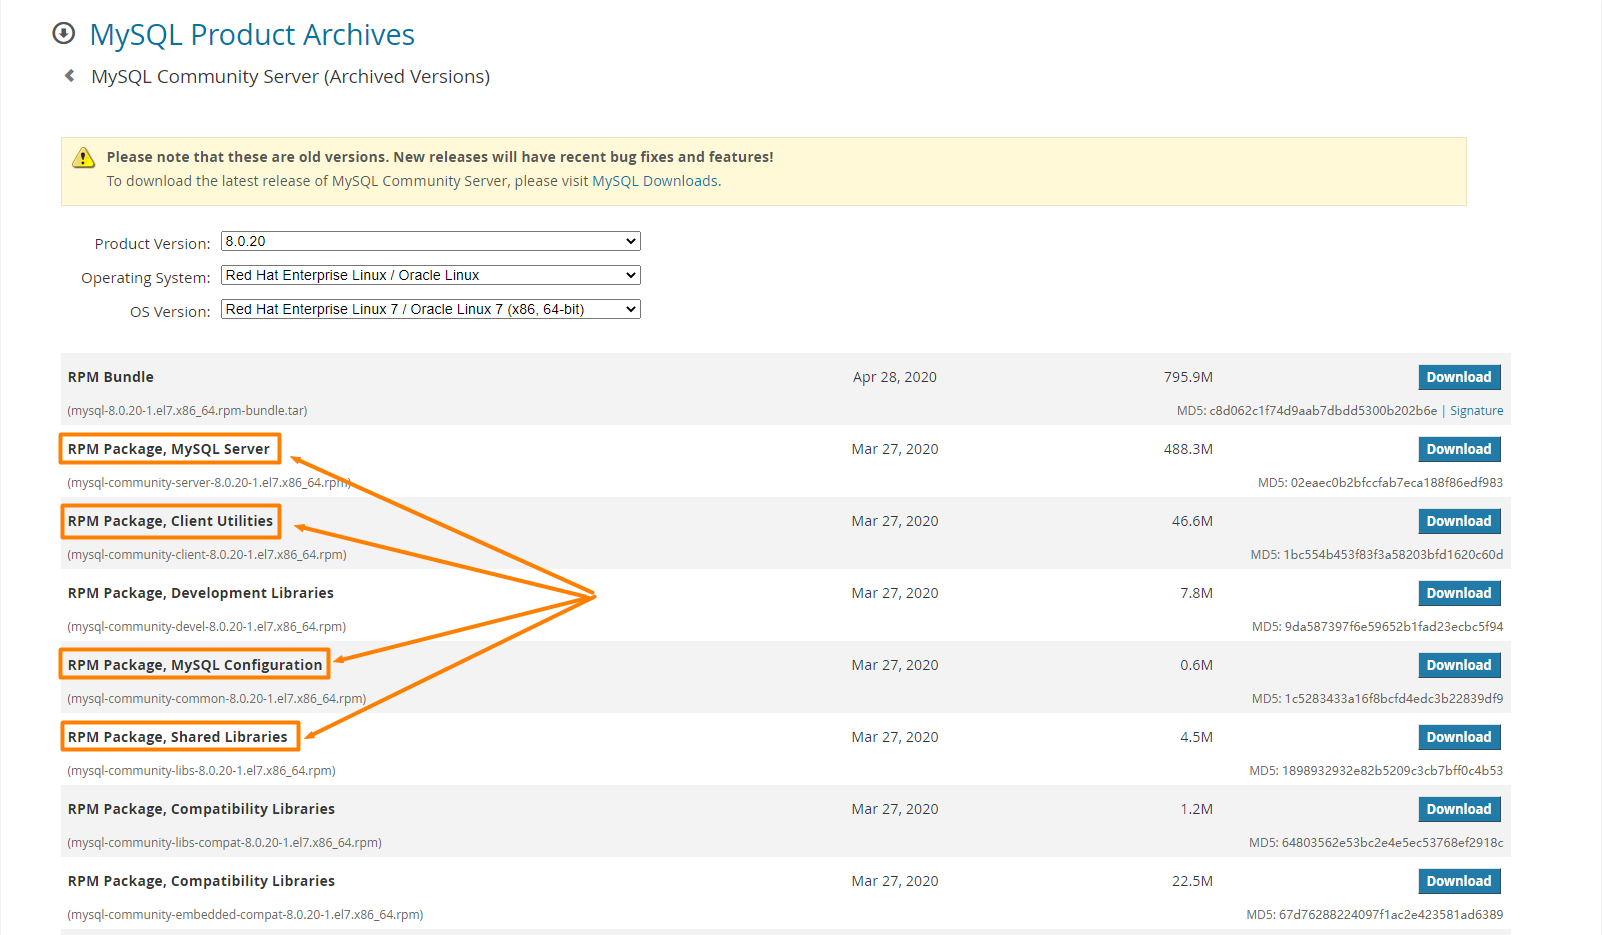 MySQL Product Archives
MySQL Community Server (Archived Versions)
Please note that these are old versions. New releases will have recent bug fixes and features!
To download the latest release of MySQL Community Server, please visit MySQL Downloads.
Product Version: 8.0.20
Operating System: Red Hat Enterprise Linux / Oracle Linux
OS Version: Red Hat Enterprise Linux 7 / Oracle Linux 7 (x86, 64-bit)
RPM Bundle Apr 28, 2020 795.9M Download
(mysql-8.0.20-1.el7.x86_64.rpm-bundle.tar) MD5: c8d062c1f74d9aab7dbdd5300b202b6e | Signature
RPM Package, MySQL Server Mar 27, 2020 488.3M Download
(mysql-community-server-8.0.20-1.el7.x86_64.rpm) MD5: 02eaec0b2bfccfab7eca188f86edf983
RPM Package, Client Utilities Mar 27, 2020 46.6M Download
(mysql-community-client-8.0.20-1.el7.x86_64.rpm) MD5: 1bc554b453f83f3a58203bfd1620c60d
RPM Package, Development Libraries Mar 27, 2020 7.8M Download
(mysql-community-devel-8.0.20-1.el7.x86_64.rpm) MD5: 9da587397f6e59652b1fad23ecbc5f94
RPM Package, MySQL Configuration Mar 27, 2020 0.6M Download
(mysql-community-common-8.0.20-1.el7.x86_64.rpm) MD5: 1c5283433a16f8bcfd4edc3b22839df9
RPM Package, Shared Libraries Mar 27, 2020 4.5M Download
(mysql-community-libs-8.0.20-1.el7.x86_64.rpm) MD5: 1898932932e82b5209c3cb7bff0c4b53
RPM Package, Compatibility Libraries Mar 27, 2020 1.2M Download
(mysql-community-libs-compat-8.0.20-1.el7.x86_64.rpm) MD5: 64803562e53bc2e4e5ec53768ef2918c
RPM Package, Compatibility Libraries Mar 27, 2020 22.5M Download
(mysql-community-embedded-compat-8.0.20-1.el7.x86_64.rpm) MD5: 67d76288224097f1ac2e423581ad6389